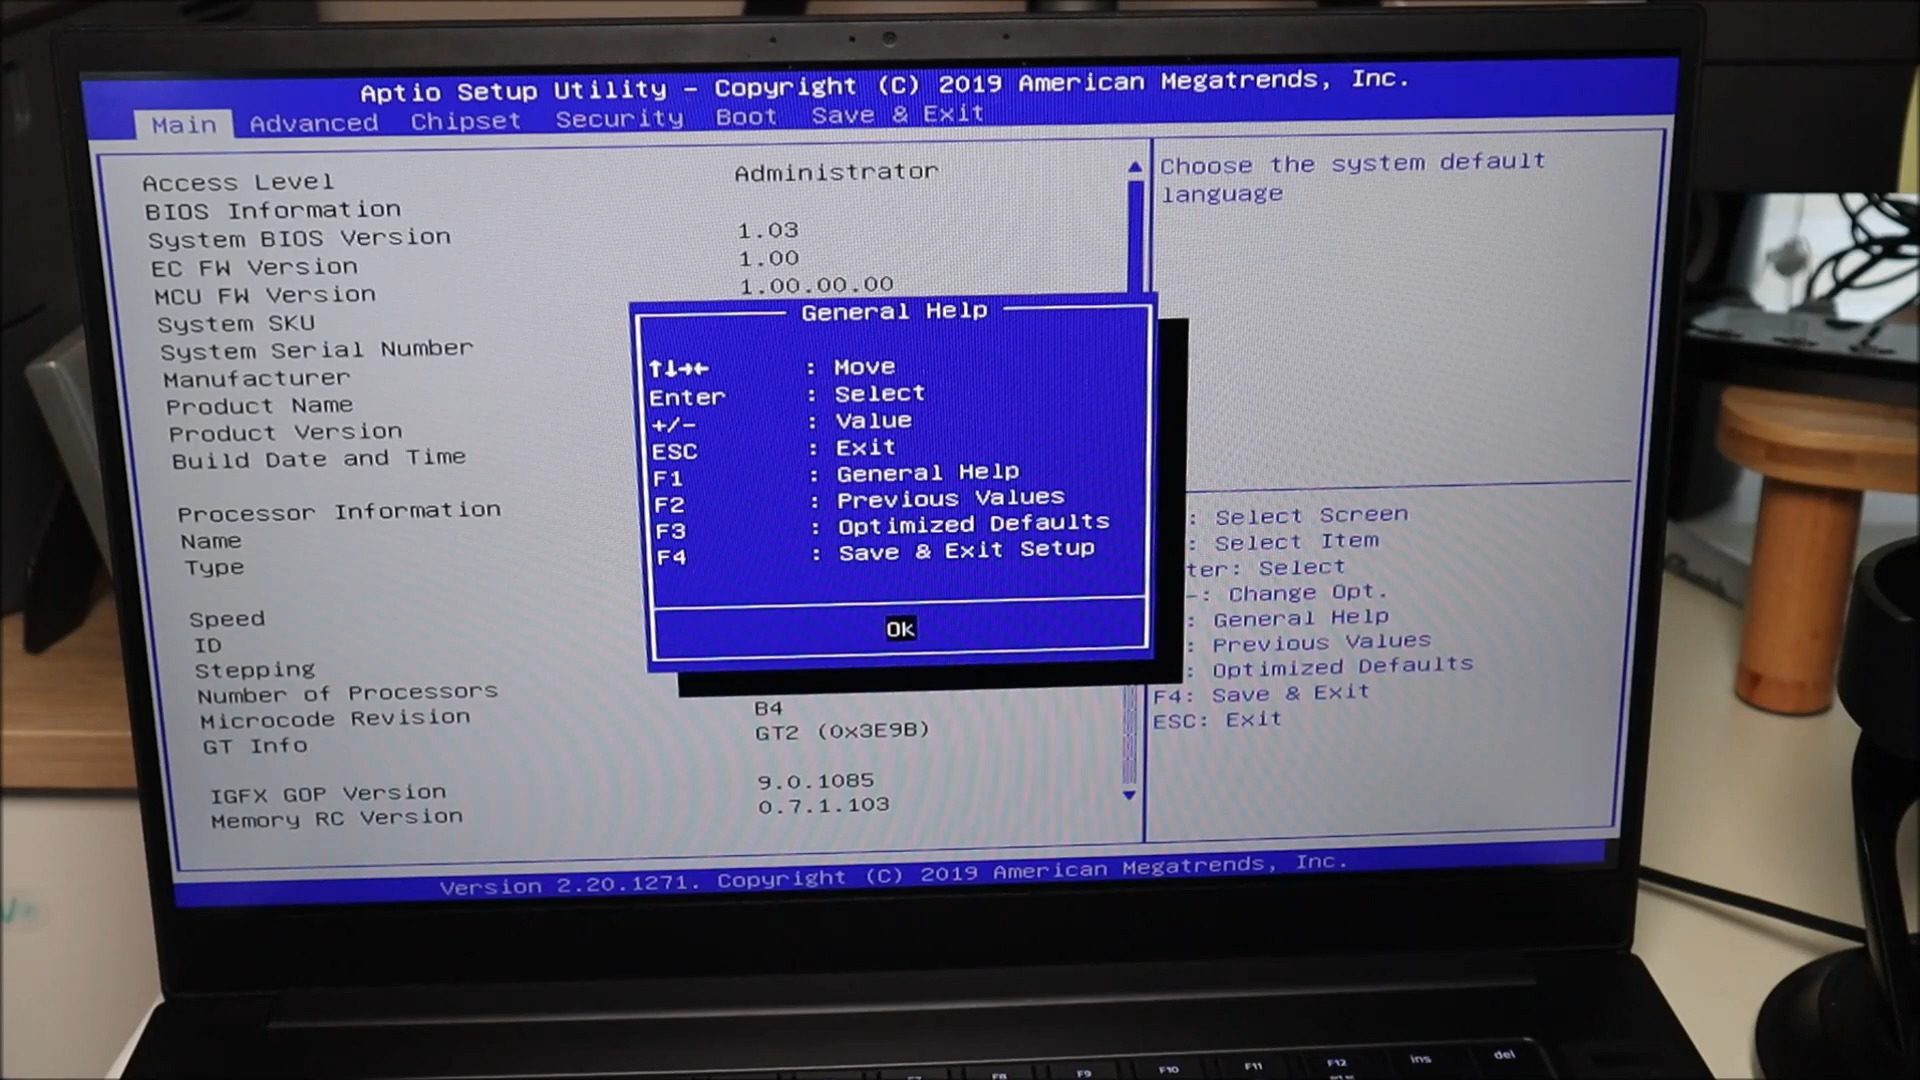 Aptio Setup Utility - Copyright (C) 2019 American Megatrends, Inc.
Main Advanced Chipset Security Boot Save & Exit
Access Level Administrator
BIOS Information
System BIOS Version 1.03
EC FW Version 1.00
MCU FW Version 1.00.00.00
System SKU
System Serial Number
Manufacturer
Product Name
Product Version
Build Date and Time
Processor Information
Name
Type
Speed
ID
Stepping
Number of Processors
Microcode Revision B4
GT Info GT2 (0x3E9B)
IGFX GOP Version 9.0.1085
Memory RC Version 0.7.1.103
General Help
↑↓→← : Move
Enter : Select
+/- : Value
ESC : Exit
F1 : General Help
F2 : Previous Values
F3 : Optimized Defaults
F4 : Save & Exit Setup
Ok
Choose the system default
language
: Select Screen
: Select Item
ter: Select
-: Change Opt.
: General Help
: Previous Values
: Optimized Defaults
F4: Save & Exit
ESC: Exit
Version 2.20.1271. Copyright (C) 2019 American Megatrends, Inc.
F9 F10 F11 F12 ins del